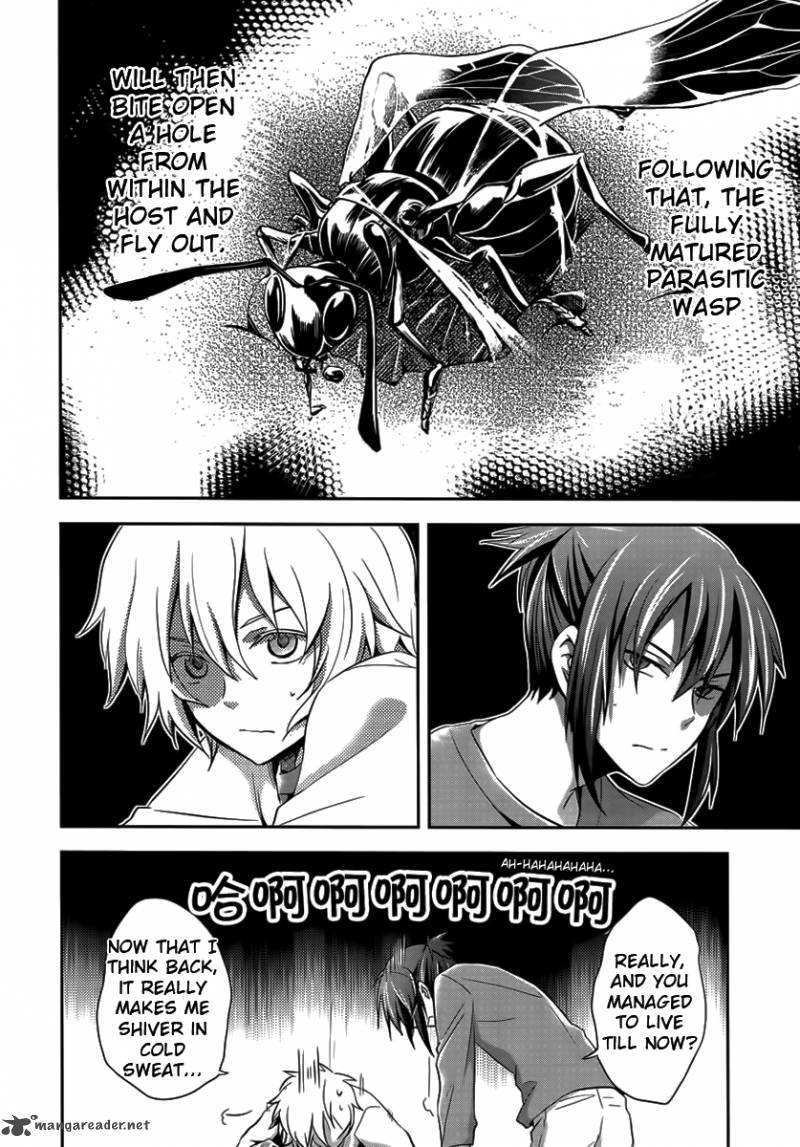 FOLLOWING
THAT, THE
FULLY
MATURED
PARASITIC
WASP
WILL THEN
BITE OPEN
A HOLE
FROM
WITHIN THE
HOST AND
FLY OUT.
AH-HAHAHAHAHA...
哈啊啊啊啊啊啊
REALLY,
AND YOU
MANAGED
TO LIVE
TILL NOW?
NOW THAT I
THINK BACK,
IT REALLY
MAKES ME
SHIVER IN
COLD
SWEAT...
mangareader.net